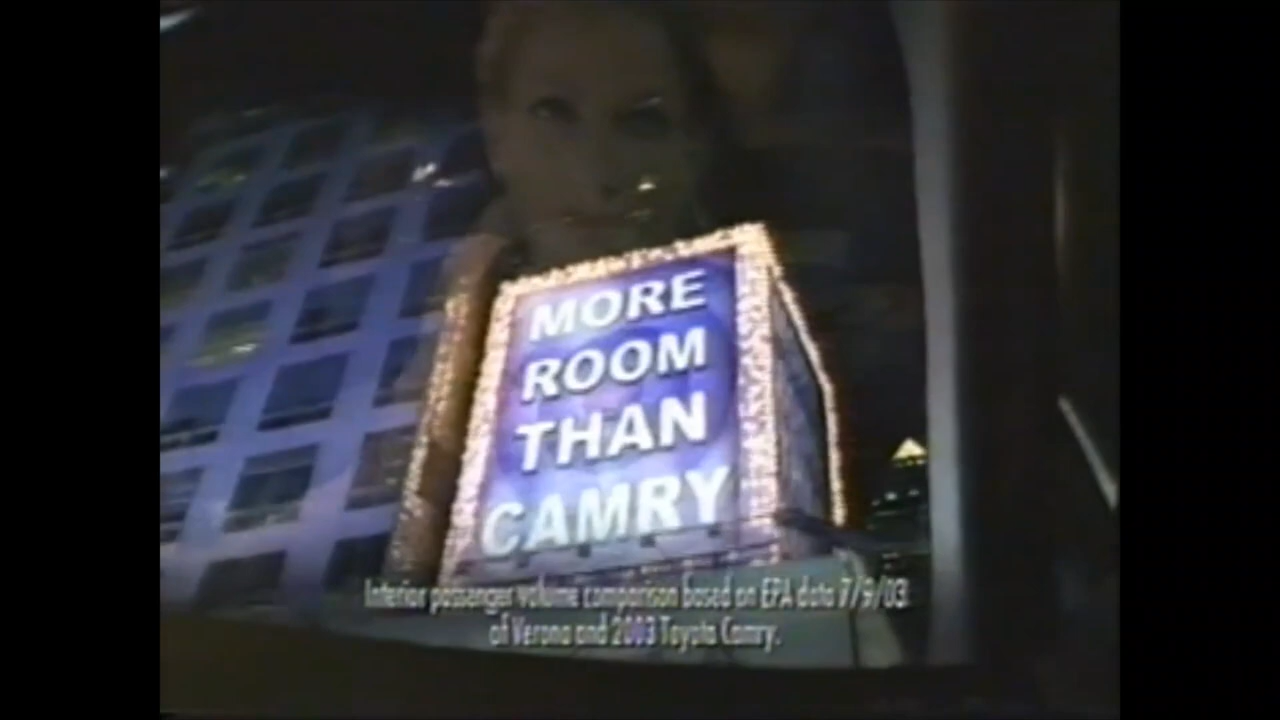 MORE
ROOM
THAN
CAMRY
Interior passenger volume comparison based on EPA data 7/9/03
of Verona and 2003 Toyota Camry.